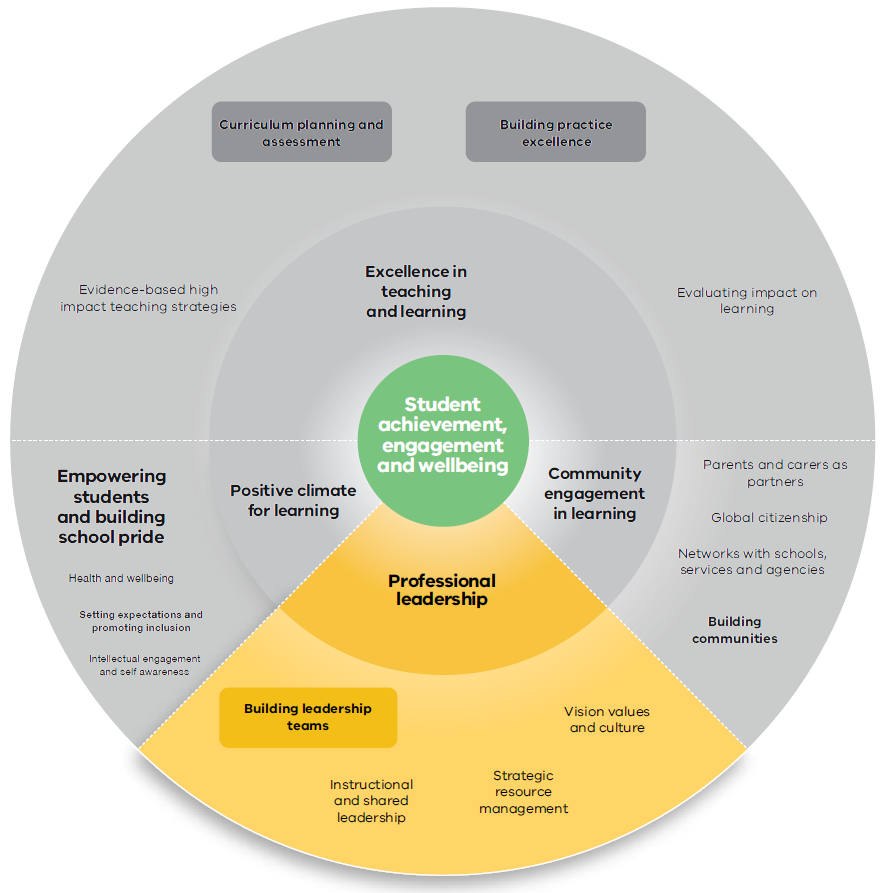 Curriculum planning and
assessment
Building practice
excellence
Excellence in
teaching
and learning
Evidence-based high
impact teaching strategies
Evaluating impact on
learning
Student
achievement,
engagement
and wellbeing
Empowering
students
and building
school pride
Positive climate
for learning
Community
engagement
in learning
Parents and carers as
partners
Global citizenship
Networks with schools,
services and agencies
Building
communities
Health and wellbeing
Setting expectations and
promoting inclusion
Intellectual engagement
and self awareness
Professional
leadership
Building leadership
teams
Vision values
and culture
Instructional
and shared
leadership
Strategic
resource
management